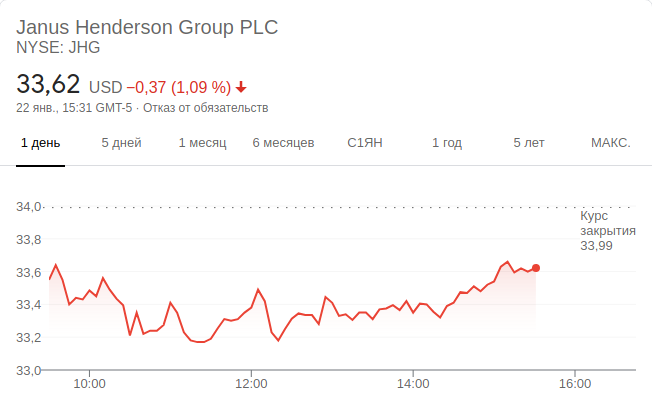 Janus Henderson Group PLC
NYSE: JHG
33,62 USD −0,37 (1,09 %)
22 янв., 15:31 GMT-5 · Отказ от обязательств
1 день 5 дней 1 месяц 6 месяцев С1ЯН 1 год 5 лет МАКС.
34,0
Курс
закрытия
33,99
33,8
33,6
33,4
33,2
33,0
10:00 12:00 14:00 16:00